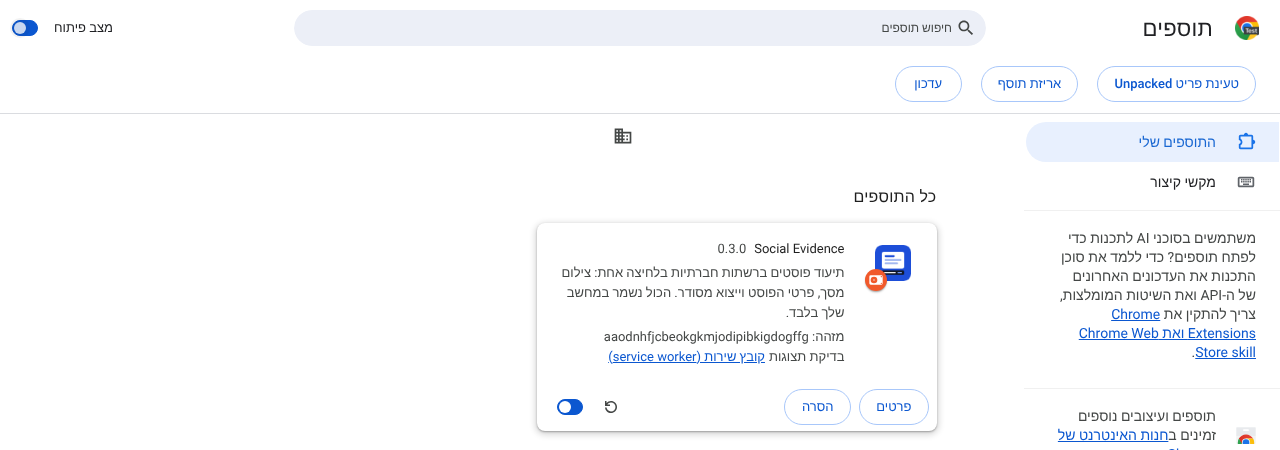 תוספים
חיפוש תוספים
מצב פיתוח
טעינת פריט Unpacked
אריזת תוסף
עדכון
התוספים שלי
מקשי קיצור
משתמשים בסוכני AI לתכנות כדי
לפתח תוספים? כדי ללמד את סוכן
התכנות את העדכונים האחרונים
של ה-API ואת השיטות המומלצות,
צריך להתקין את Chrome
Extensions ואת Chrome Web
Store skill.
תוספים ועיצובים נוספים
זמינים בחנות האינטרנט של
כל התוספים
Social Evidence 0.3.0
תיעוד פוסטים ברשתות חברתיות בלחיצה אחת: צילום
מסך, פרטי הפוסט וייצוא מסודר. הכול נשמר במחשב
שלך בלבד.
מזהה: aaodnhfjcbeokgkmjodipibkigdogffg
בדיקת תצוגות קובץ שירות (service worker)
פרטים
הסרה
Test